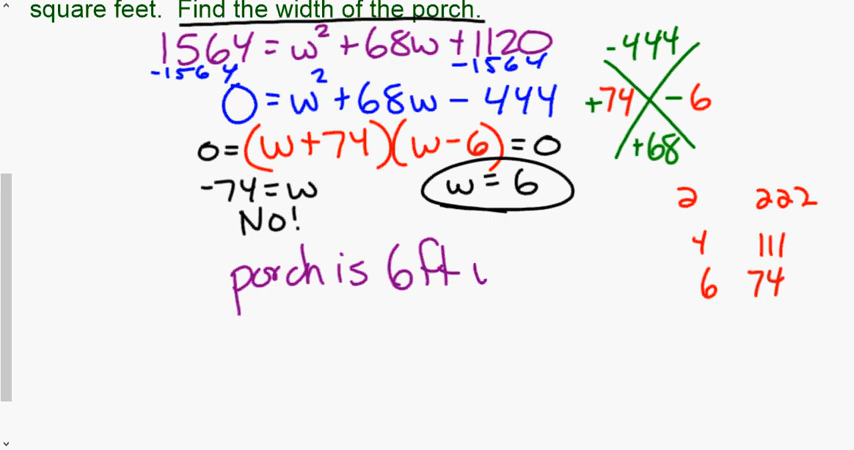 square feet. Find the width of the porch.
1564 = w² + 68w + 1120
-1564 -1564
0 = w² + 68w - 444
0 = (w + 74)(w - 6) = 0
-74 = w
w = 6
No!
porch is 6ft
-444
+74 -6
+68
2 222
4 111
6 74